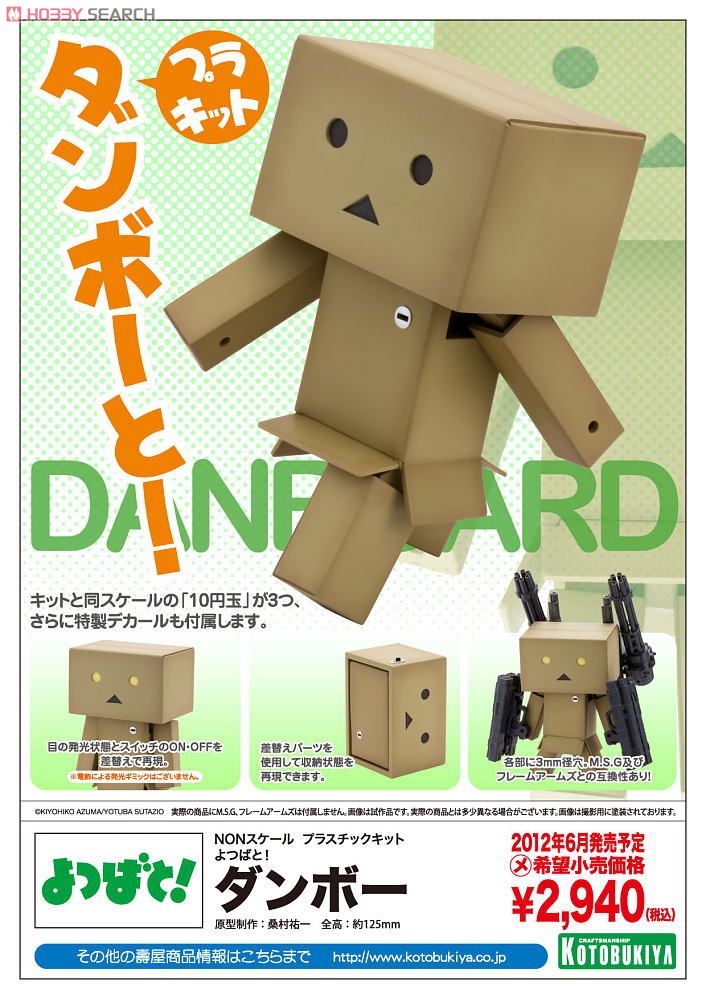 HOBBY SEARCH
プラ
キット
ダンボーと!
DANBOARD
キットと同スケールの「10円玉」が3つ、
さらに特製デカールも付属します。
目の発光状態とスイッチのON・OFFを
差替えで再現。
※電飾による発光ギミックはございません。
差替えパーツを
使用して収納状態を
再現できます。
各部に3mm径穴。M.S.G及び
フレームアームズとの互換性あり!
©KIYOHIKO AZUMA/YOTUBA SUTAZIO 実際の商品にM.S.G、フレームアームズは付属しません。画像は試作品です。実際の商品とは多少異なる場合がございます。画像は撮影用に塗装されております。
よつばと!
NONスケール プラスチックキット
よつばと!
ダンボー
原型制作:桑村祐一 全高:約125mm
2012年6月発売予定
メ希望小売価格
¥2,940(税込)
その他の壽屋商品情報はこちらまで http://www.kotobukiya.co.jp
CRAFTSMANSHIP
KOTOBUKIYA